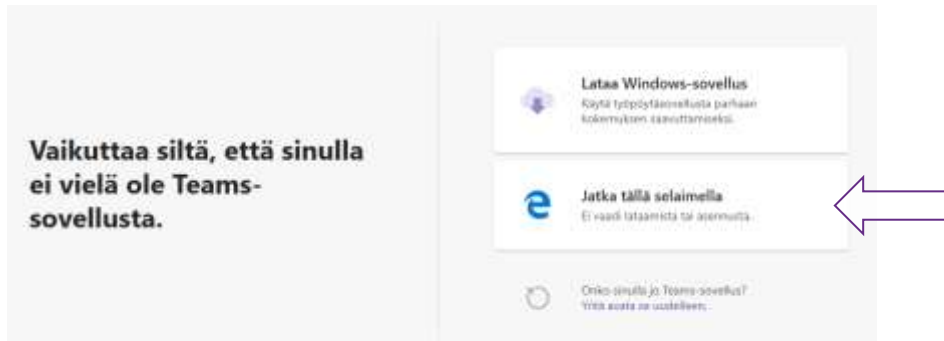 Vaikuttaa siltä, että sinulla
ei vielä ole Teams-
sovellusta.
Lataa Windows-sovellus
Käytä työpöytäsovellusta parhaan
kokemuksen saavuttamiseksi.
Jatka tällä selaimella
Ei vaadi lataamista tai asennusta.
Onko sinulla jo Teams-sovellus?
Yritä avata se uudelleen.